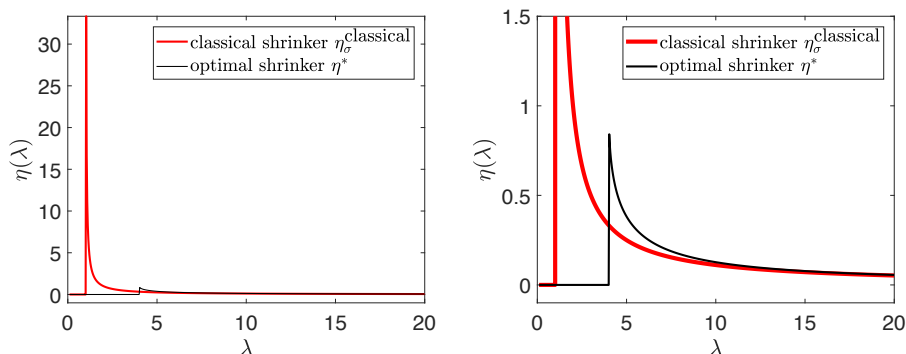 30
25
20
15
10
5
0
η(λ)
classical shrinker η_σ^classical
optimal shrinker η*
0 5 10 15 20
λ
1.5
1
0.5
0
η(λ)
classical shrinker η_σ^classical
optimal shrinker η*
0 5 10 15 20
λ